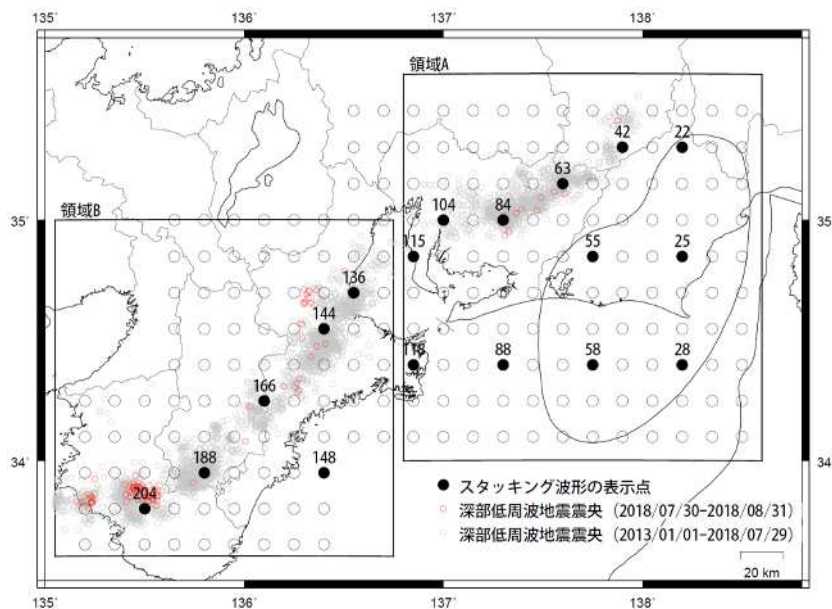 135° 136° 137° 138°
領域A
42 22
63
104 84
35° 35°
領域B
115 55 25
136
144
118 88 58 28
166
34° 34°
188 148
204
スタッキング波形の表示点
深部低周波地震震央（2018/07/30-2018/08/31）
深部低周波地震震央（2013/01/01-2018/07/29）
20 km
135° 136° 137° 138°